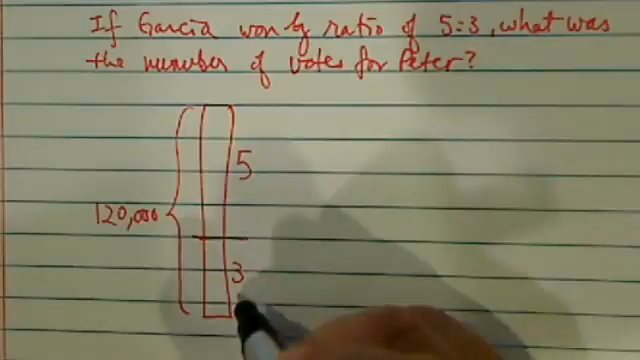 If Garcia won by ratio of 5:3, what was
the number of votes for Peter?
5
120,000
3